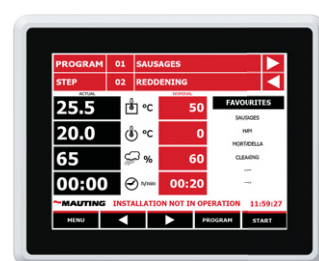 PROGRAM 01 SAUSAGES
STEP 02 REDDENING
ACTUAL NOMINAL FAVOURITES
25.5 °C 50 SAUSAGES
20.0 °C 0 HAM
MORTADELLA
65 % 60 CLEANING
---
00:00 h/min 00:20 ---
MAUTING INSTALLATION NOT IN OPERATION 11:59:27
MENU PROGRAM START